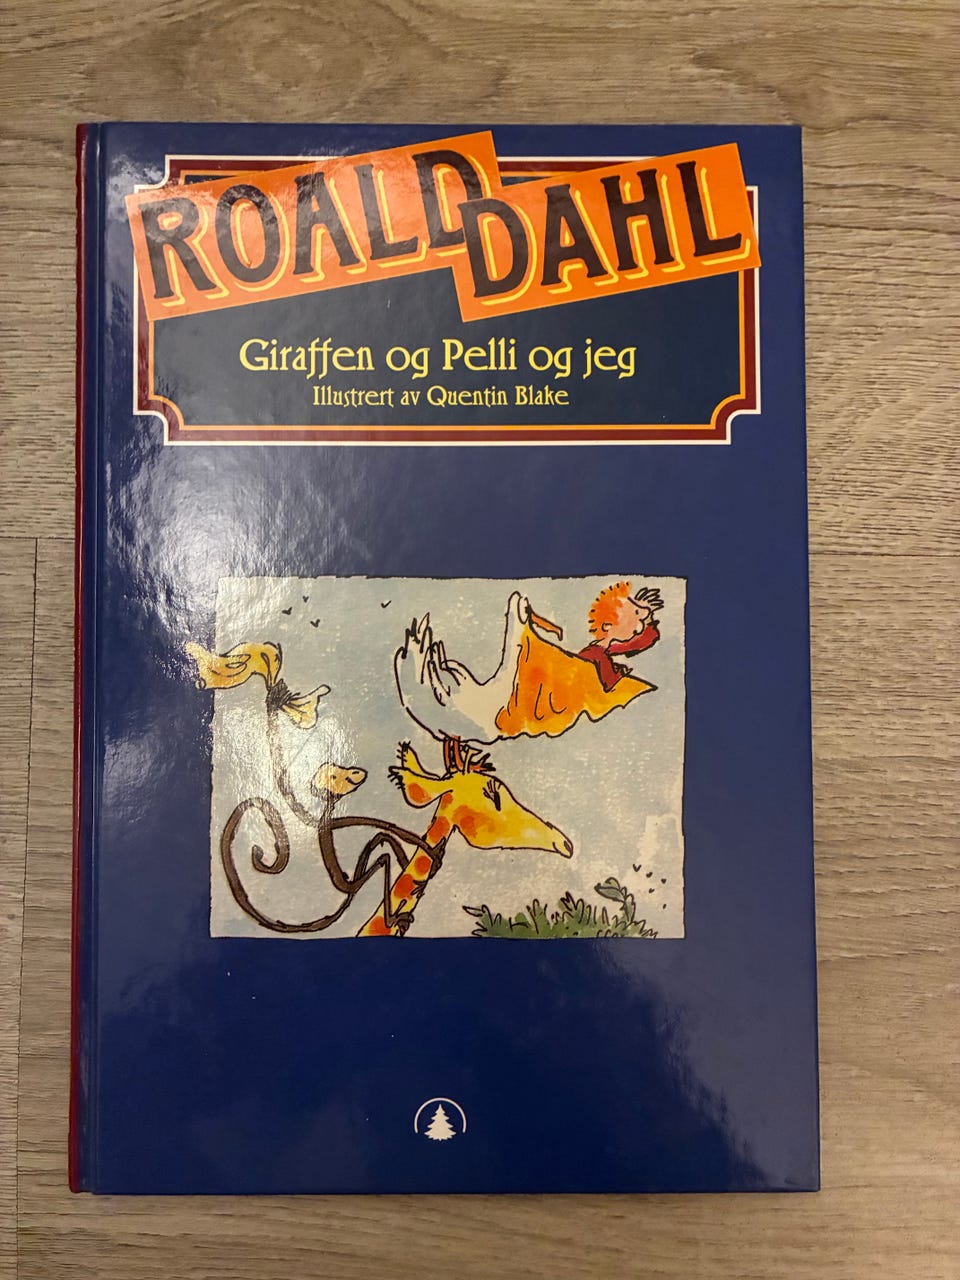 ROALD DAHL
Giraffen og Pelli og jeg
Illustrert av Quentin Blake